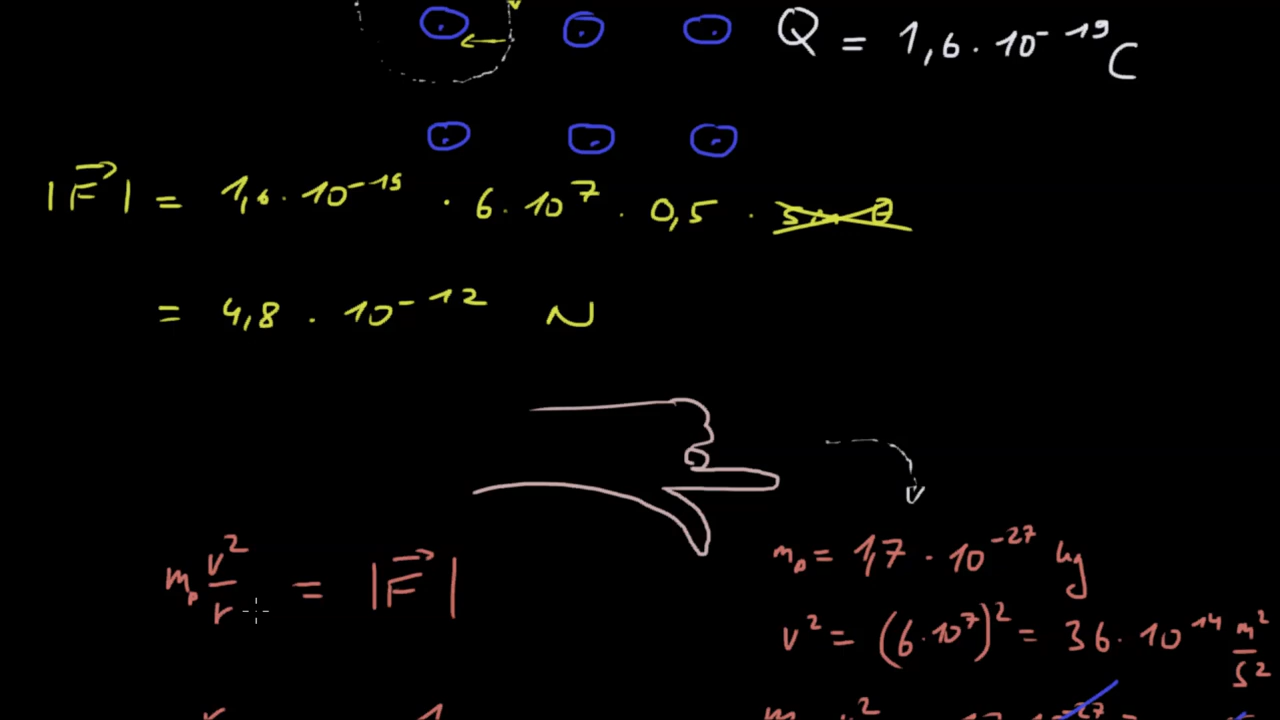 Q = 1,6 · 10⁻¹⁹ C
|F⃗| = 1,6 · 10⁻¹⁹ · 6 · 10⁷ · 0,5 · sin θ
= 4,8 · 10⁻¹² N
mₚ = 1,7 · 10⁻²⁷ kg
mₚ v²/r = |F⃗|
v² = (6·10⁷)² = 36 · 10¹⁴ m²/s²